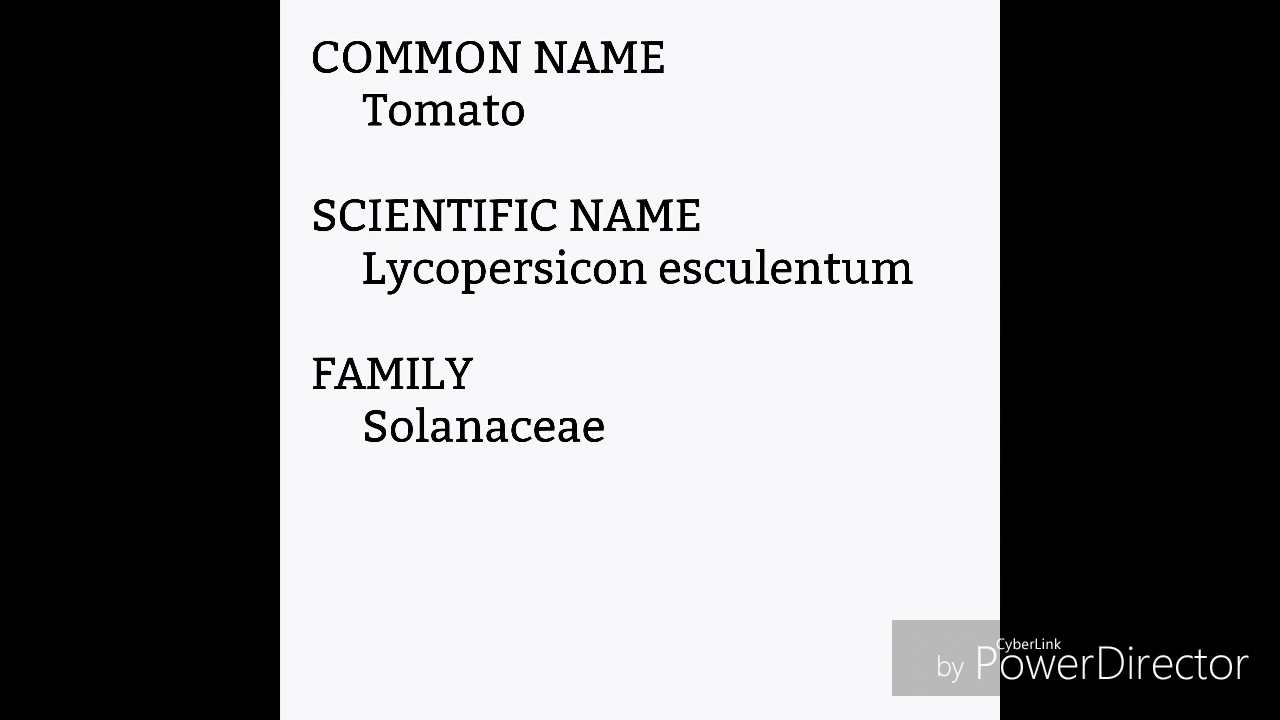 COMMON NAME
Tomato
SCIENTIFIC NAME
Lycopersicon esculentum
FAMILY
Solanaceae
CyberLink
by PowerDirector